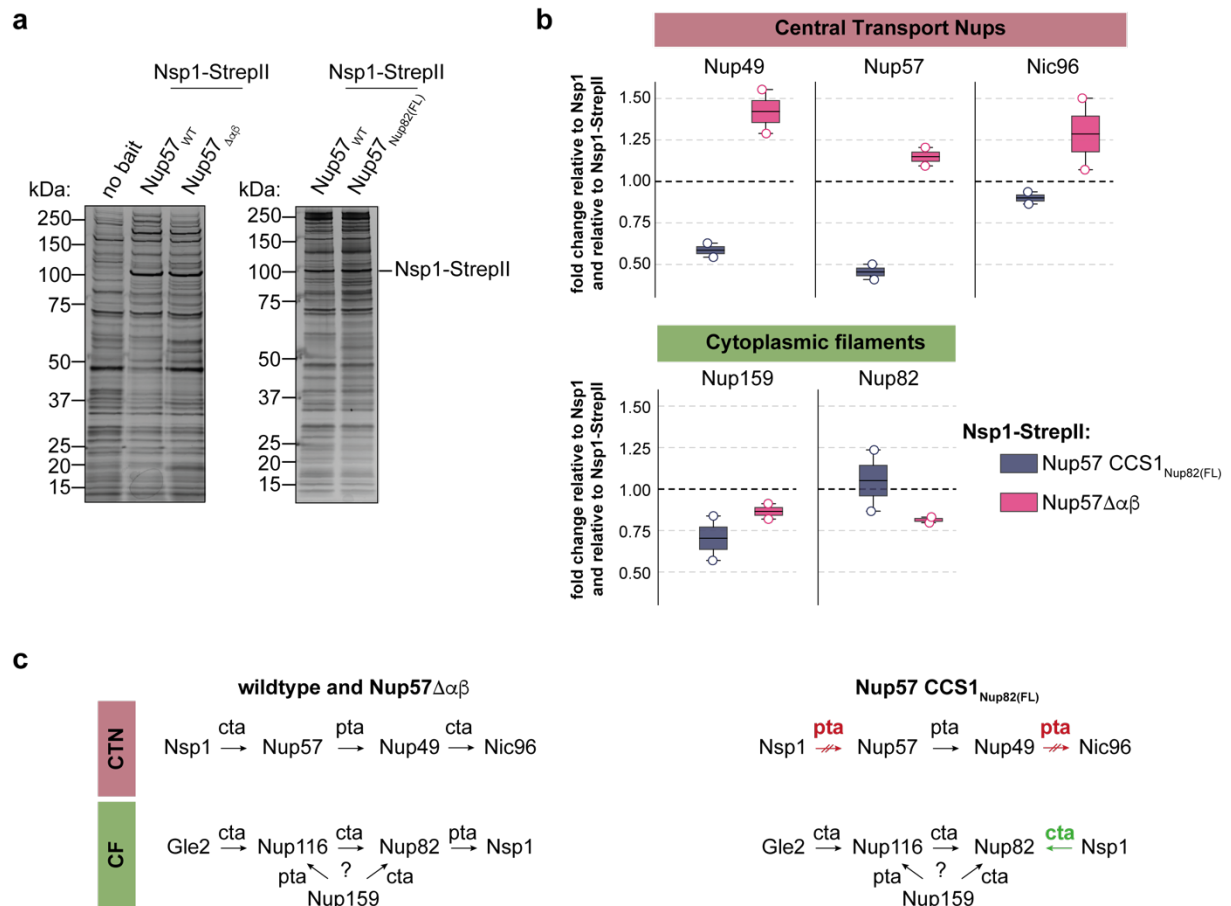 a
Nsp1-StrepII
Nsp1-StrepII
kDa:
no bait
Nup57WT
Nup57Δαβ
250
150
100
75
50
37
25
20
15
kDa:
Nup57WT
Nup57Nup82(FL)
250
150
100
75
50
37
25
20
15
Nsp1-StrepII
b
Central Transport Nups
Nup49
Nup57
Nic96
fold change relative to Nsp1
and relative to Nsp1-StrepII
1.50
1.25
1.00
0.75
0.50
Cytoplasmic filaments
Nup159
Nup82
fold change relative to Nsp1
and relative to Nsp1-StrepII
1.50
1.25
1.00
0.75
0.50
Nsp1-StrepII:
Nup57 CCS1Nup82(FL)
Nup57Δαβ
c
wildtype and Nup57Δαβ
Nup57 CCS1Nup82(FL)
CTN
cta pta cta
Nsp1 → Nup57 → Nup49 → Nic96
pta pta pta
Nsp1 Nup57 → Nup49 Nic96
CF
cta cta pta
Gle2 → Nup116 → Nup82 → Nsp1
pta ? cta
Nup159
cta cta cta
Gle2 → Nup116 → Nup82 ← Nsp1
pta ? cta
Nup159